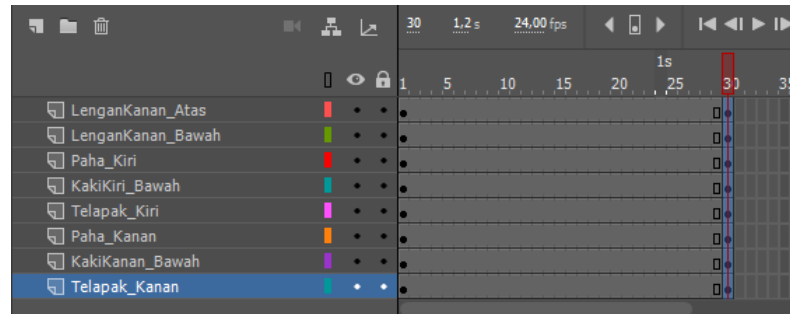 30 1,2 s 24,00 fps
1s
1 5 10 15 20 25 30 35
LenganKanan_Atas
LenganKanan_Bawah
Paha_Kiri
KakiKiri_Bawah
Telapak_Kiri
Paha_Kanan
KakiKanan_Bawah
Telapak_Kanan